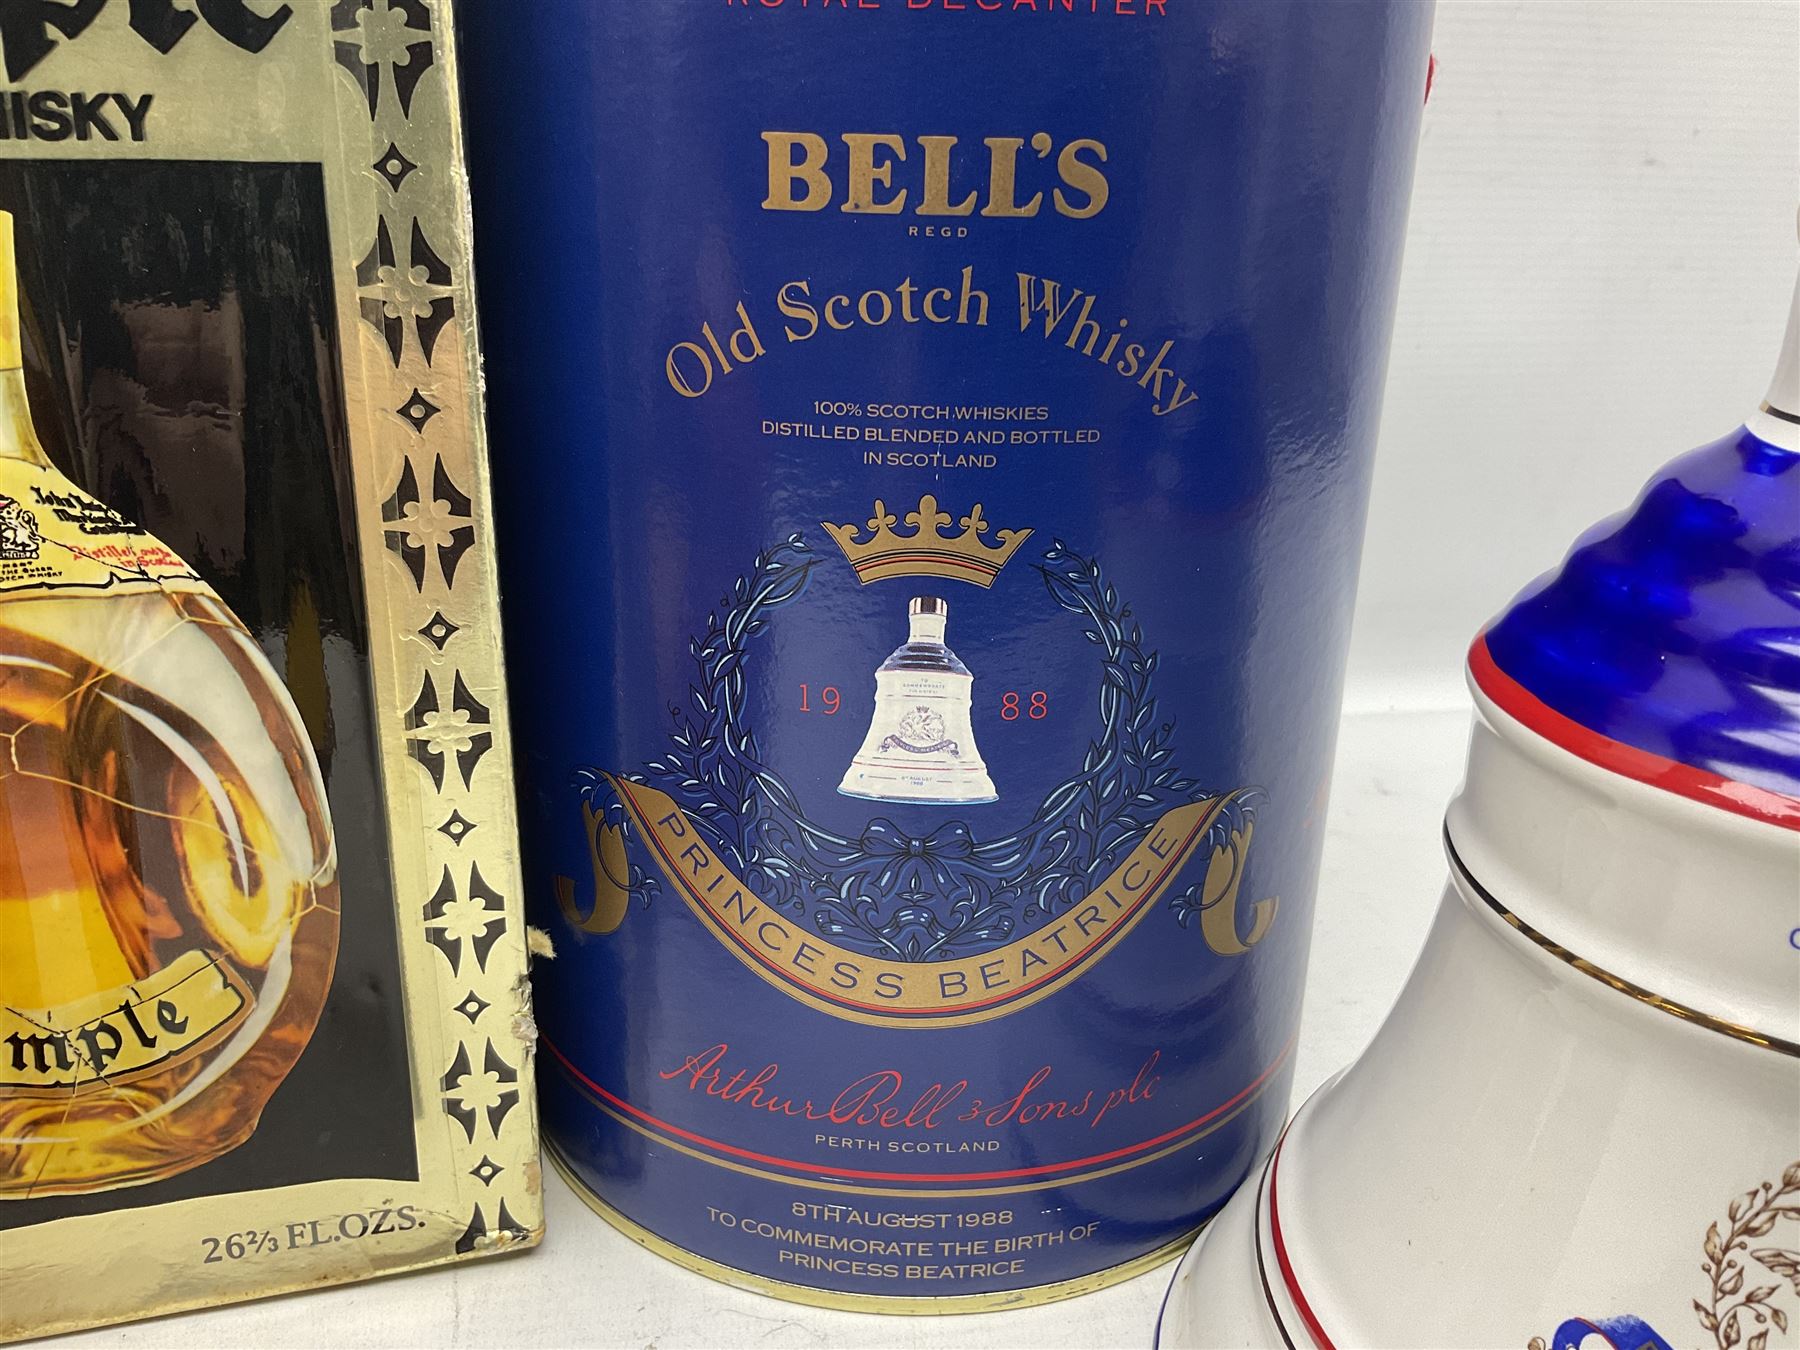 HISKY
mple
26⅔ FL.OZS.
ROYAL DECANTER
BELL'S
REGD
Old Scotch Whisky
100% SCOTCH WHISKIES
DISTILLED BLENDED AND BOTTLED
IN SCOTLAND
19 88
PRINCESS BEATRICE
Arthur Bell & Sons plc
PERTH SCOTLAND
8TH AUGUST 1988
TO COMMEMORATE THE BIRTH OF
PRINCESS BEATRICE